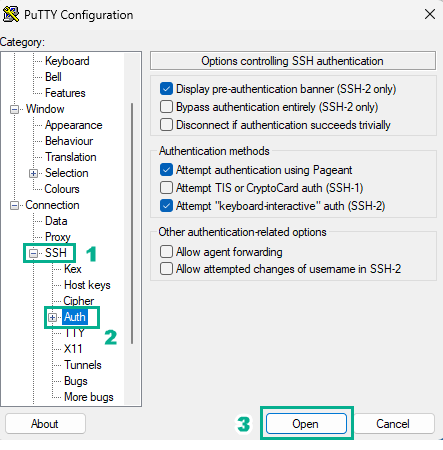 PuTTY Configuration
Category:
Keyboard
Bell
Features
Window
Appearance
Behaviour
Translation
Selection
Colours
Connection
Data
Proxy
SSH 1
Kex
Host keys
Cipher
Auth
TTY 2
X11
Tunnels
Bugs
More bugs
Options controlling SSH authentication
Display pre-authentication banner (SSH-2 only)
Bypass authentication entirely (SSH-2 only)
Disconnect if authentication succeeds trivially
Authentication methods
Attempt authentication using Pageant
Attempt TIS or CryptoCard auth (SSH-1)
Attempt "keyboard-interactive" auth (SSH-2)
Other authentication-related options
Allow agent forwarding
Allow attempted changes of username in SSH-2
About
3 Open
Cancel